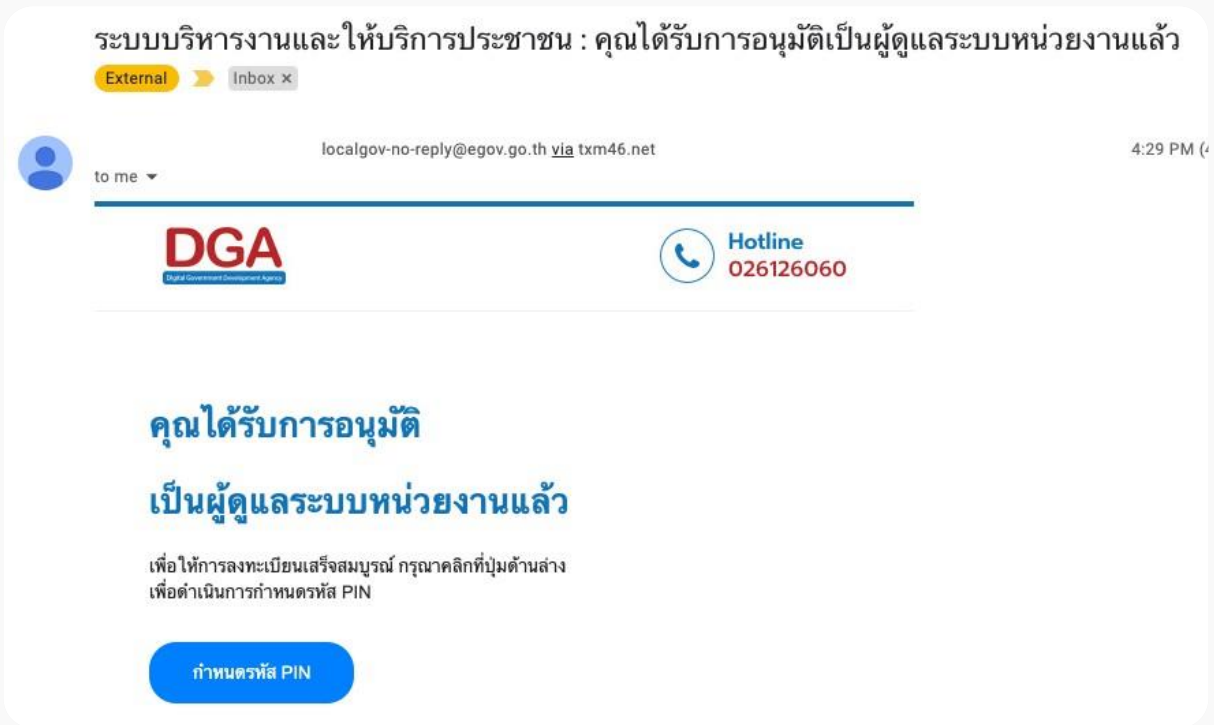 ระบบบริหารงานและให้บริการประชาชน : คุณได้รับการอนุมัติเป็นผู้ดูแลระบบหน่วยงานแล้ว
External Inbox ×
localgov-no-reply@egov.go.th via txm46.net 4:29 PM (
to me
DGA
Digital Government Development Agency
Hotline
026126060
คุณได้รับการอนุมัติ
เป็นผู้ดูแลระบบหน่วยงานแล้ว
เพื่อให้การลงทะเบียนเสร็จสมบูรณ์ กรุณาคลิกที่ปุ่มด้านล่าง
เพื่อดำเนินการกำหนดรหัส PIN
กำหนดรหัส PIN